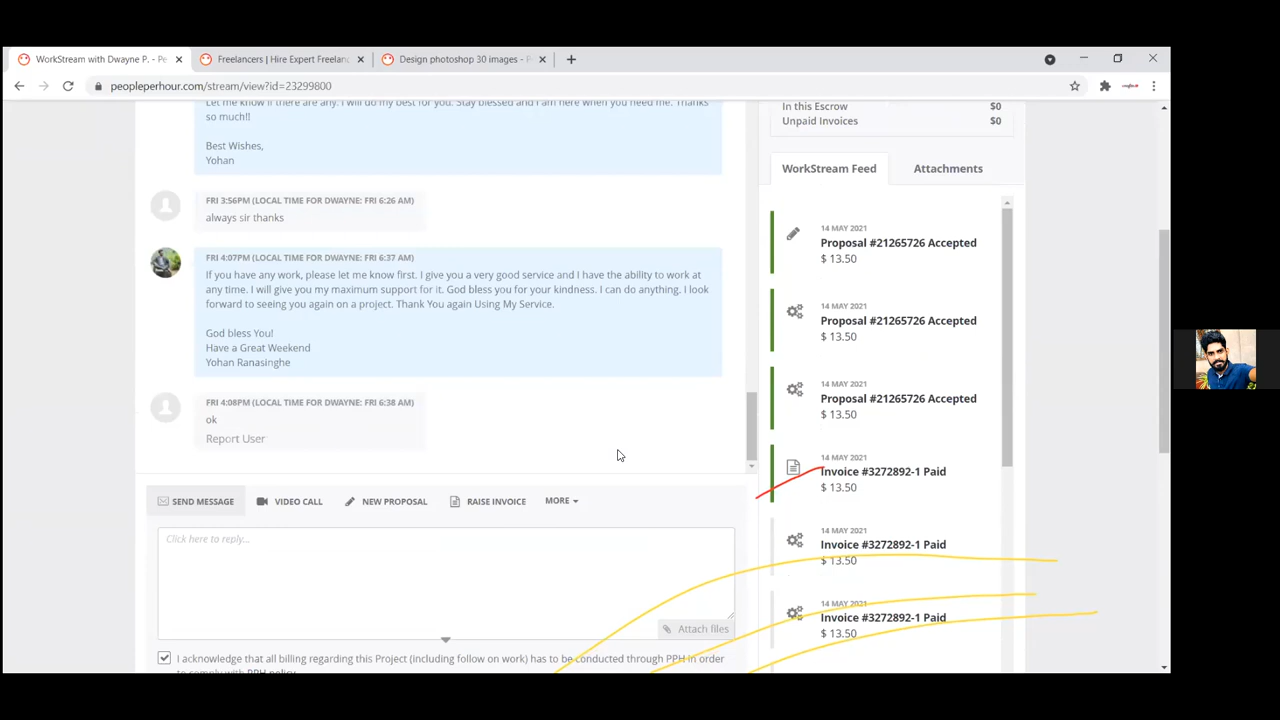 WorkStream with Dwayne P. - Pe
Freelancers | Hire Expert Freelanc
Design photoshop 30 images - P
peopleperhour.com/stream/view?id=23299800
Let me know if there are any. I will do my best for you. Stay blessed and I am here when you need me. Thanks
so much!!
Best Wishes,
Yohan
FRI 3:56PM (LOCAL TIME FOR DWAYNE: FRI 6:26 AM)
always sir thanks
FRI 4:07PM (LOCAL TIME FOR DWAYNE: FRI 6:37 AM)
If you have any work, please let me know first. I give you a very good service and I have the ability to work at
any time. I will give you my maximum support for it. God bless you for your kindness. I can do anything. I look
forward to seeing you again on a project. Thank You again Using My Service.
God bless You!
Have a Great Weekend
Yohan Ranasinghe
FRI 4:08PM (LOCAL TIME FOR DWAYNE: FRI 6:38 AM)
ok
Report User
SEND MESSAGE
VIDEO CALL
NEW PROPOSAL
RAISE INVOICE
MORE
Click here to reply...
Attach files
I acknowledge that all billing regarding this Project (including follow on work) has to be conducted through PPH in order
to comply with PPH policy
In this Escrow $0
Unpaid Invoices $0
WorkStream Feed
Attachments
14 MAY 2021
Proposal #21265726 Accepted
$ 13.50
14 MAY 2021
Proposal #21265726 Accepted
$ 13.50
14 MAY 2021
Proposal #21265726 Accepted
$ 13.50
14 MAY 2021
Invoice #3272892-1 Paid
$ 13.50
14 MAY 2021
Invoice #3272892-1 Paid
$ 13.50
14 MAY 2021
Invoice #3272892-1 Paid
$ 13.50